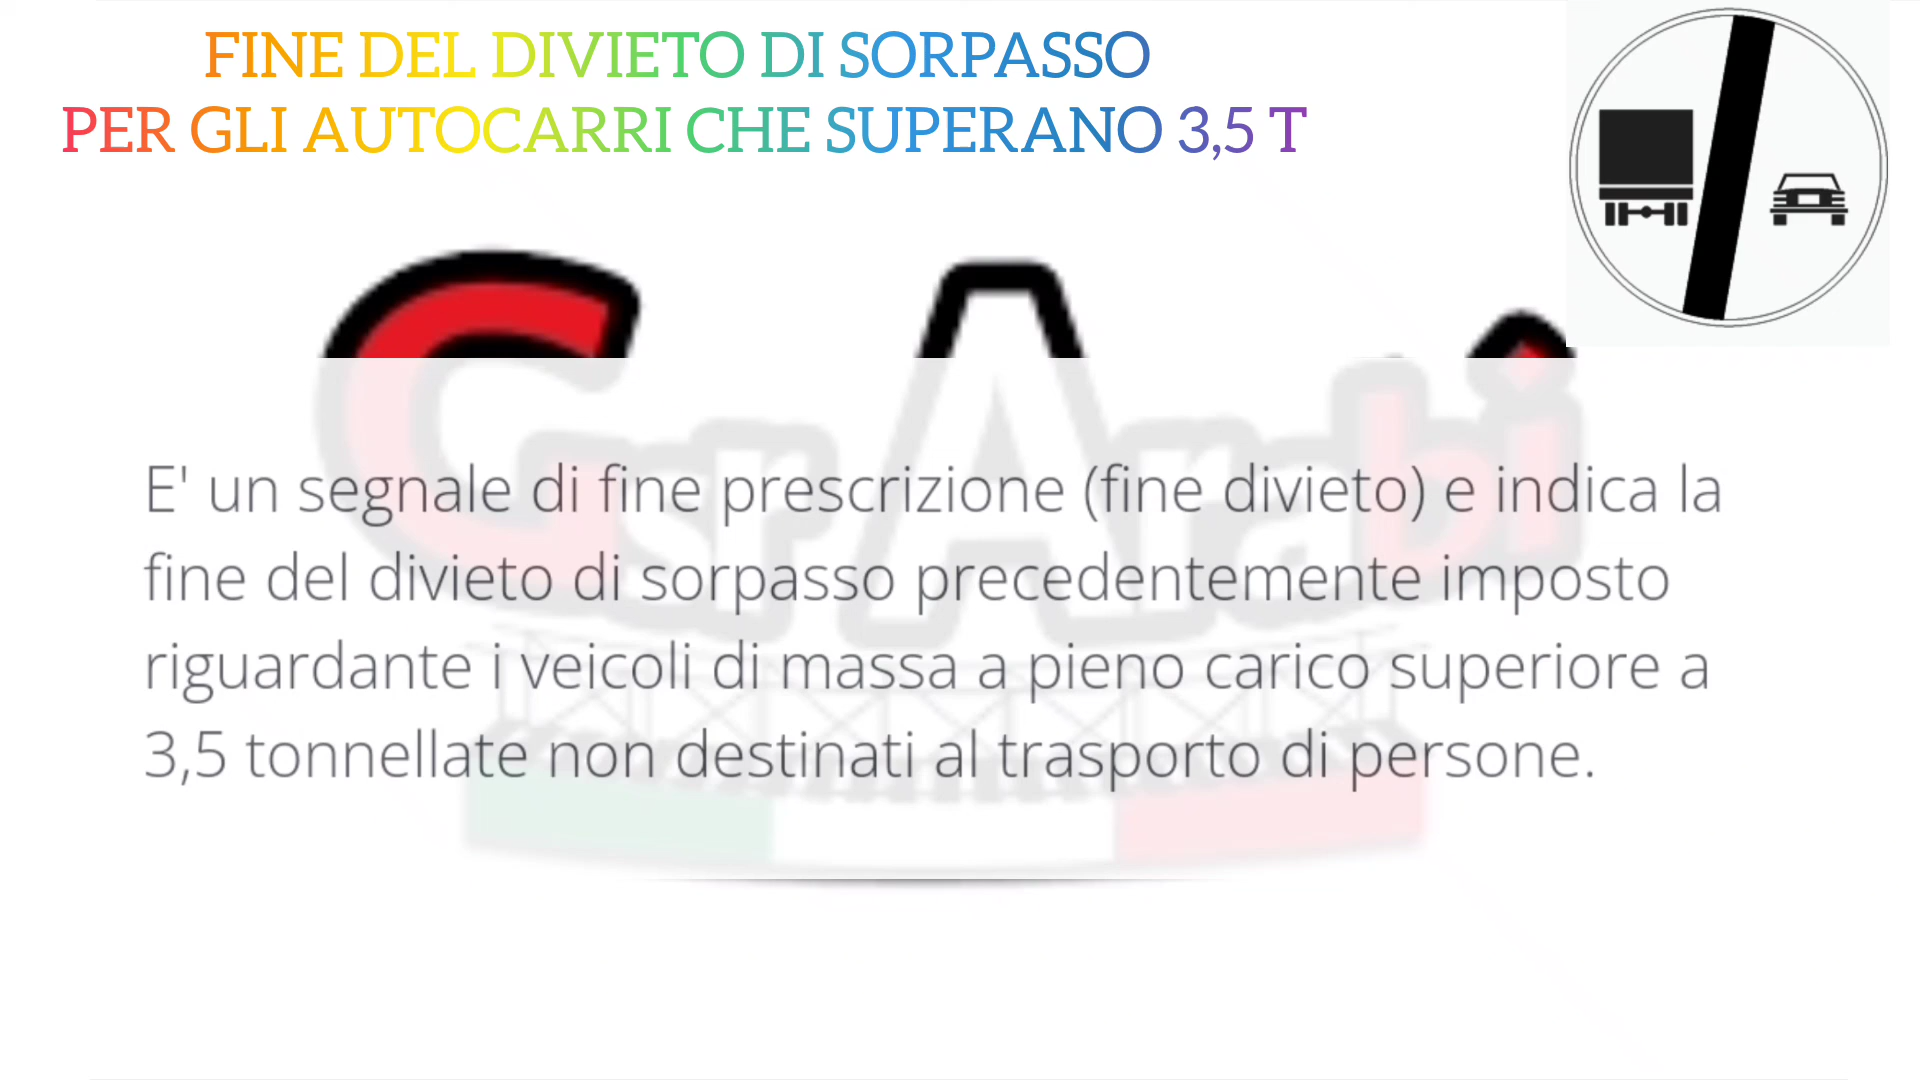 FINE DEL DIVIETO DI SORPASSO
PER GLI AUTOCARRI CHE SUPERANO 3,5 T
Gsr Arabi
E' un segnale di fine prescrizione (fine divieto) e indica la
fine del divieto di sorpasso precedentemente imposto
riguardante i veicoli di massa a pieno carico superiore a
3,5 tonnellate non destinati al trasporto di persone.